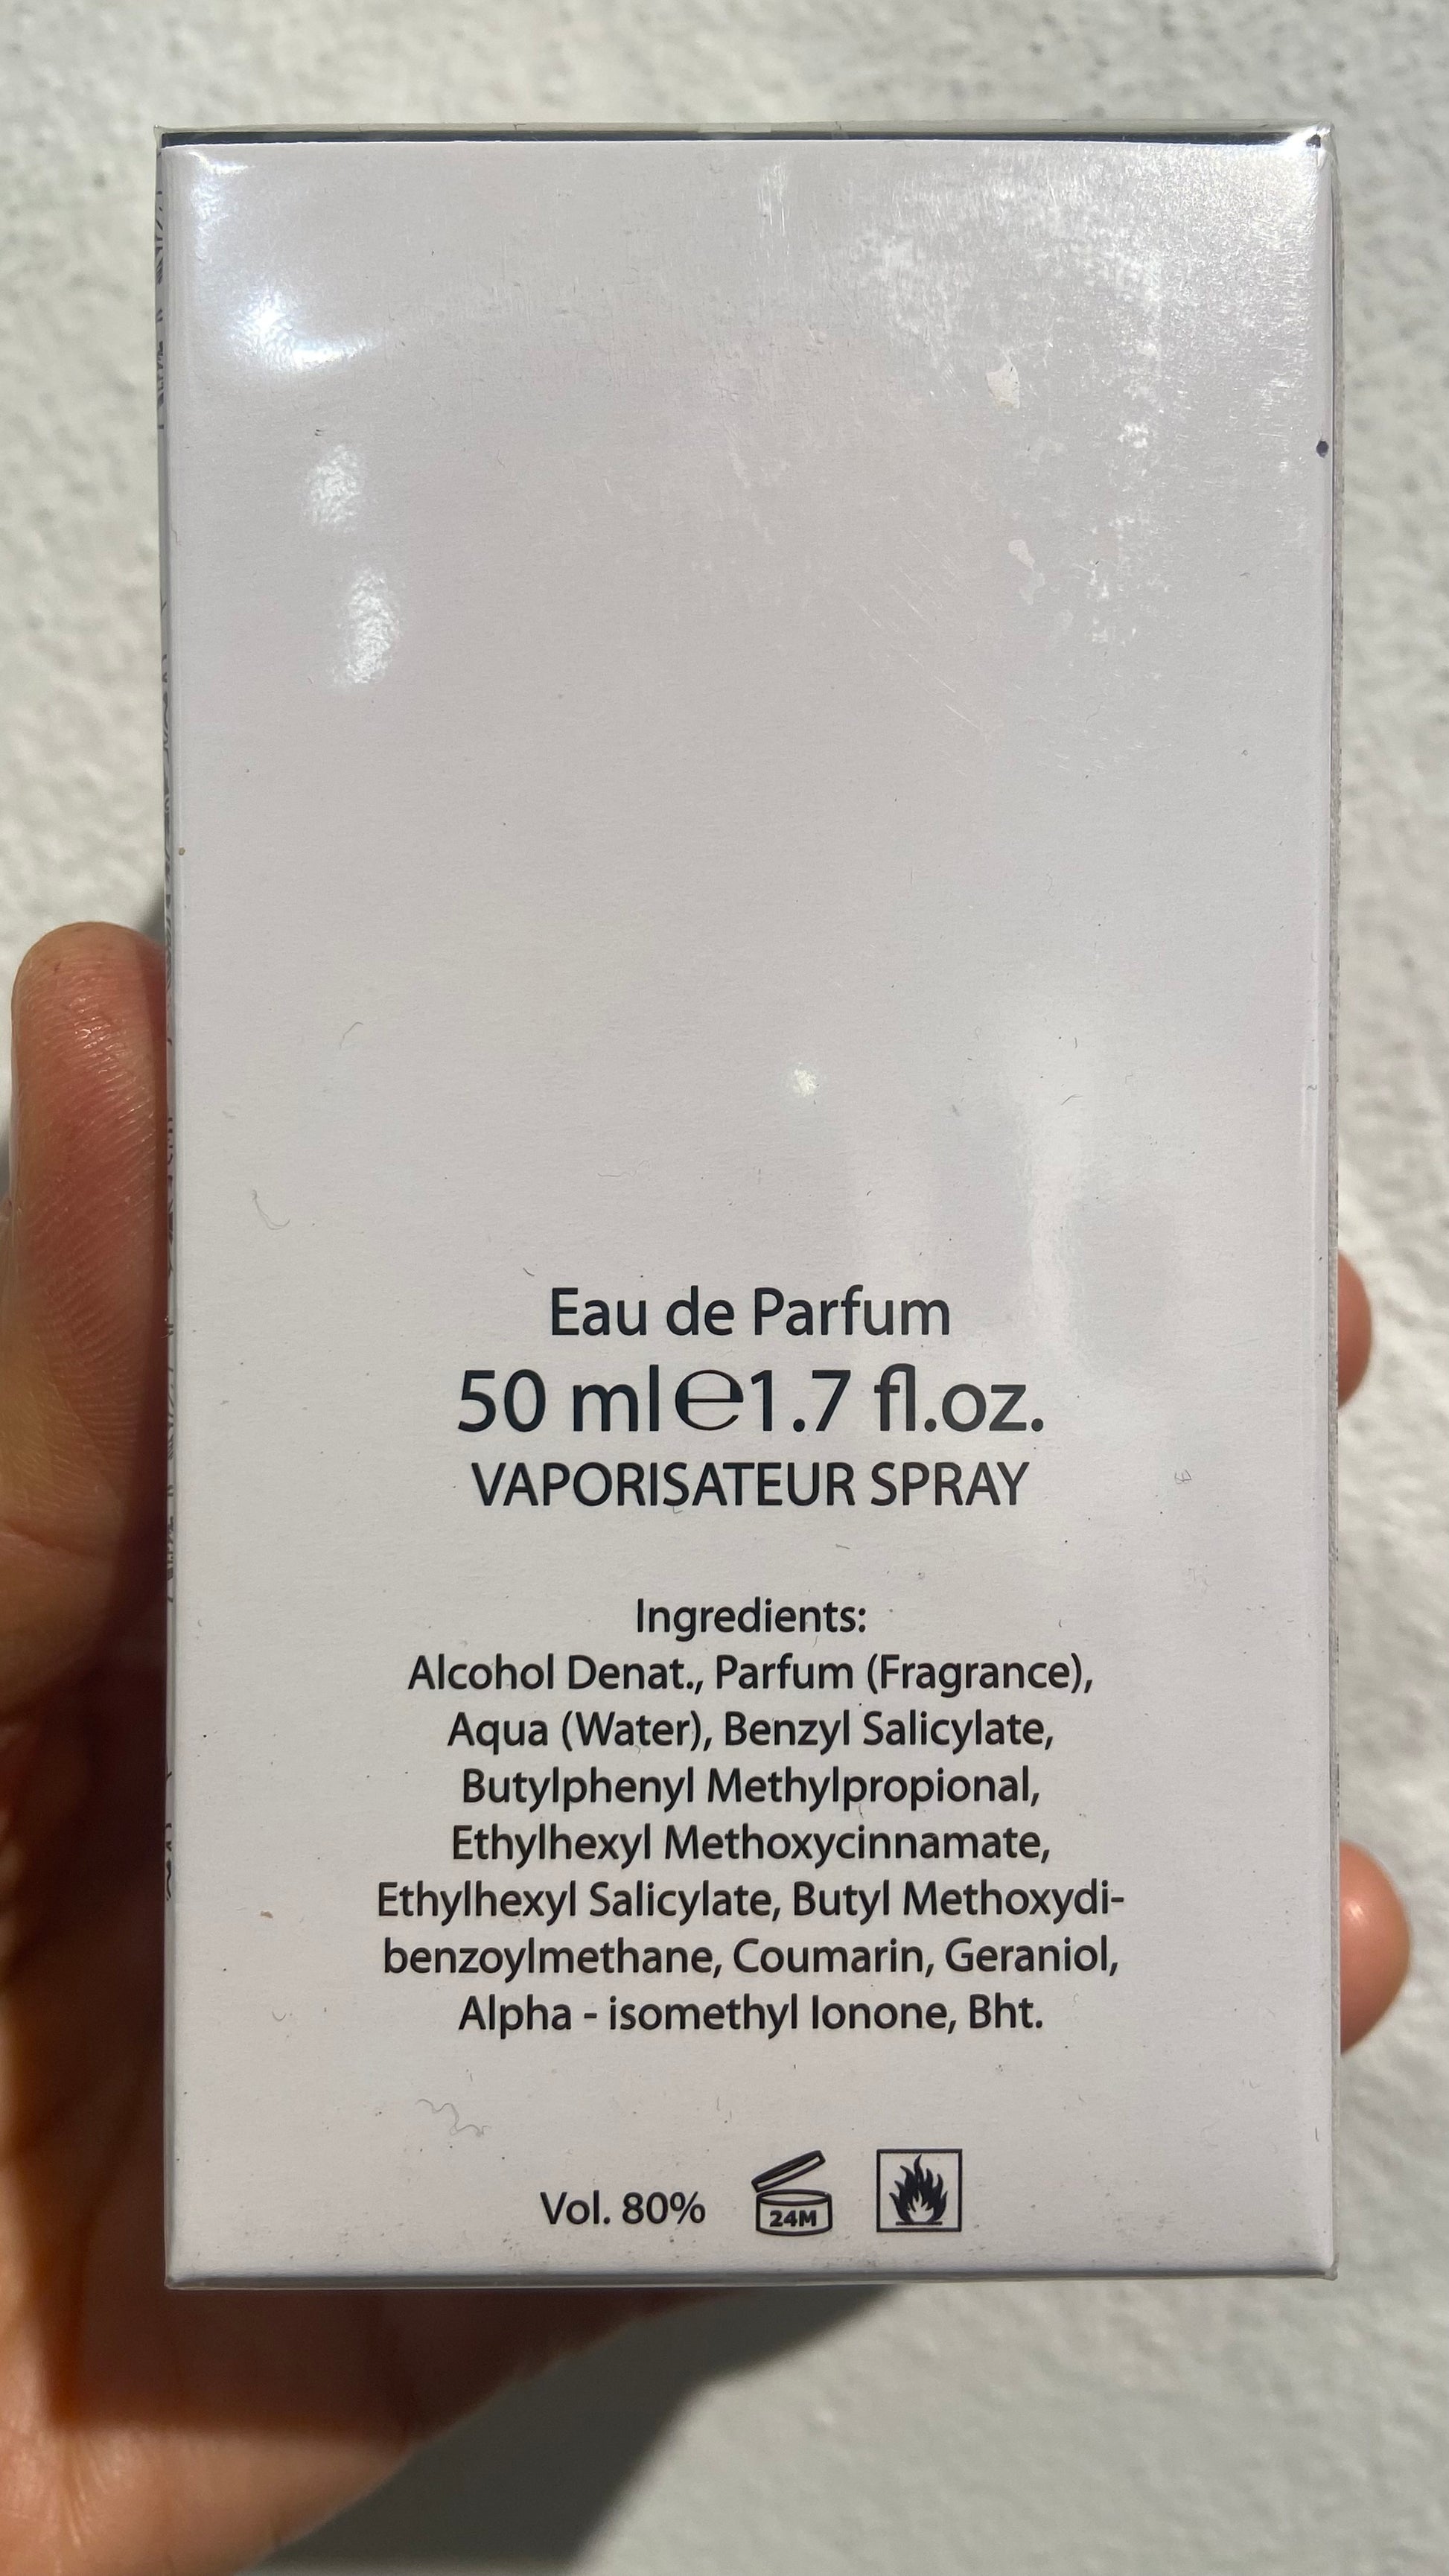 Eau de Parfum
50 ml℮1.7 fl.oz.
VAPORISATEUR SPRAY
Ingredients:
Alcohol Denat., Parfum (Fragrance),
Aqua (Water), Benzyl Salicylate,
Butylphenyl Methylpropional,
Ethylhexyl Methoxycinnamate,
Ethylhexyl Salicylate, Butyl Methoxydi-
benzoylmethane, Coumarin, Geraniol,
Alpha - isomethyl Ionone, Bht.
Vol. 80% 24M